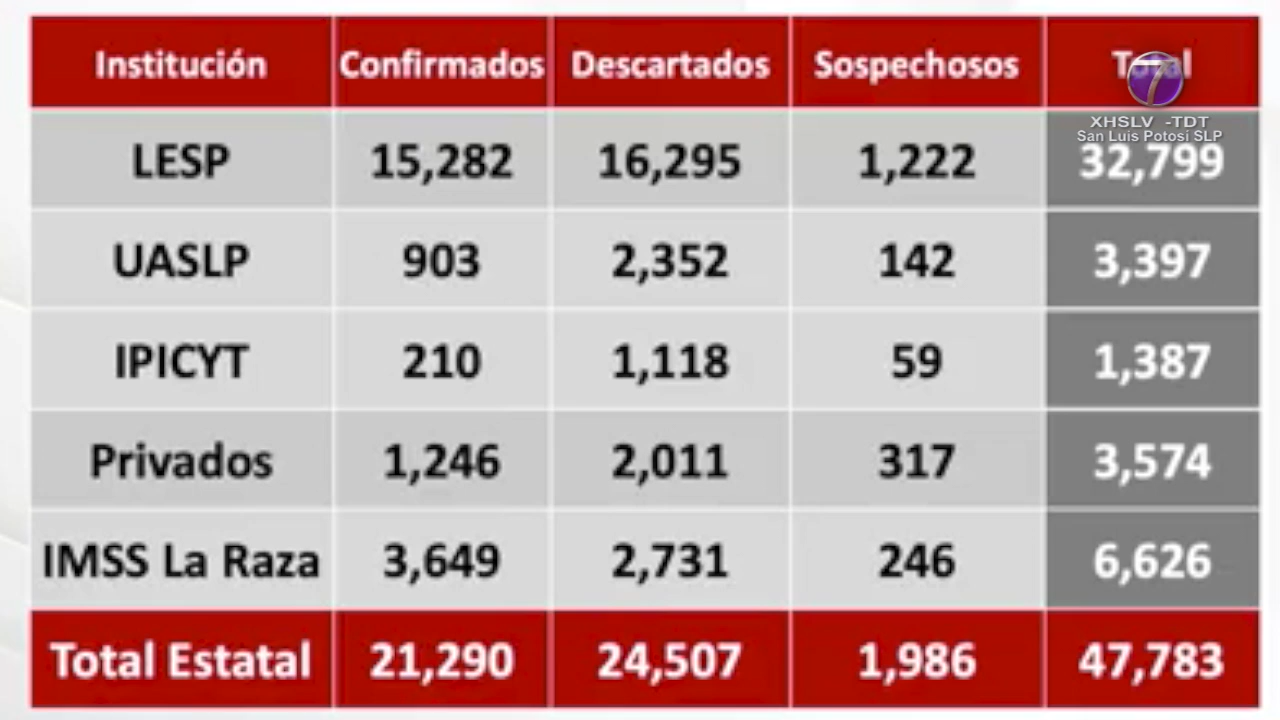 Institución Confirmados Descartados Sospechosos Total
7
XHSLV -TDT
San Luis Potosí SLP
LESP 15,282 16,295 1,222 32,799
UASLP 903 2,352 142 3,397
IPICYT 210 1,118 59 1,387
Privados 1,246 2,011 317 3,574
IMSS La Raza 3,649 2,731 246 6,626
Total Estatal 21,290 24,507 1,986 47,783